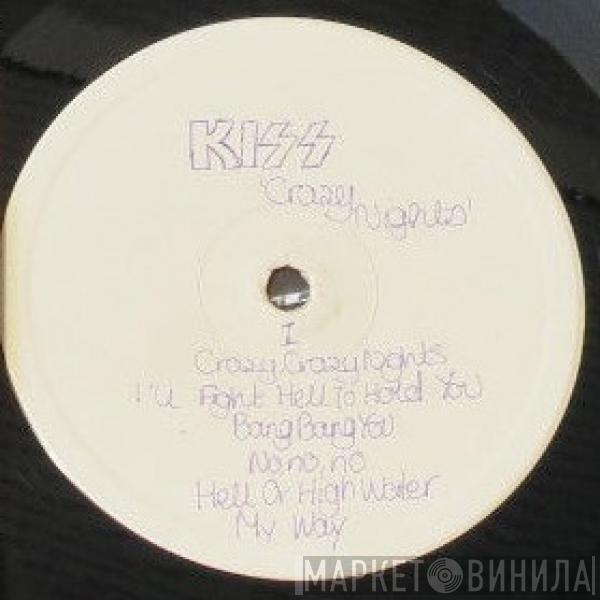 KISS
'Crazy
Nights'
I
Crazy, Crazy Nights
I'll Fight Hell To Hold You
Bang Bang You
No no, no
Hell Or High Water
My Way
МАРКЕТ ВИНИЛА